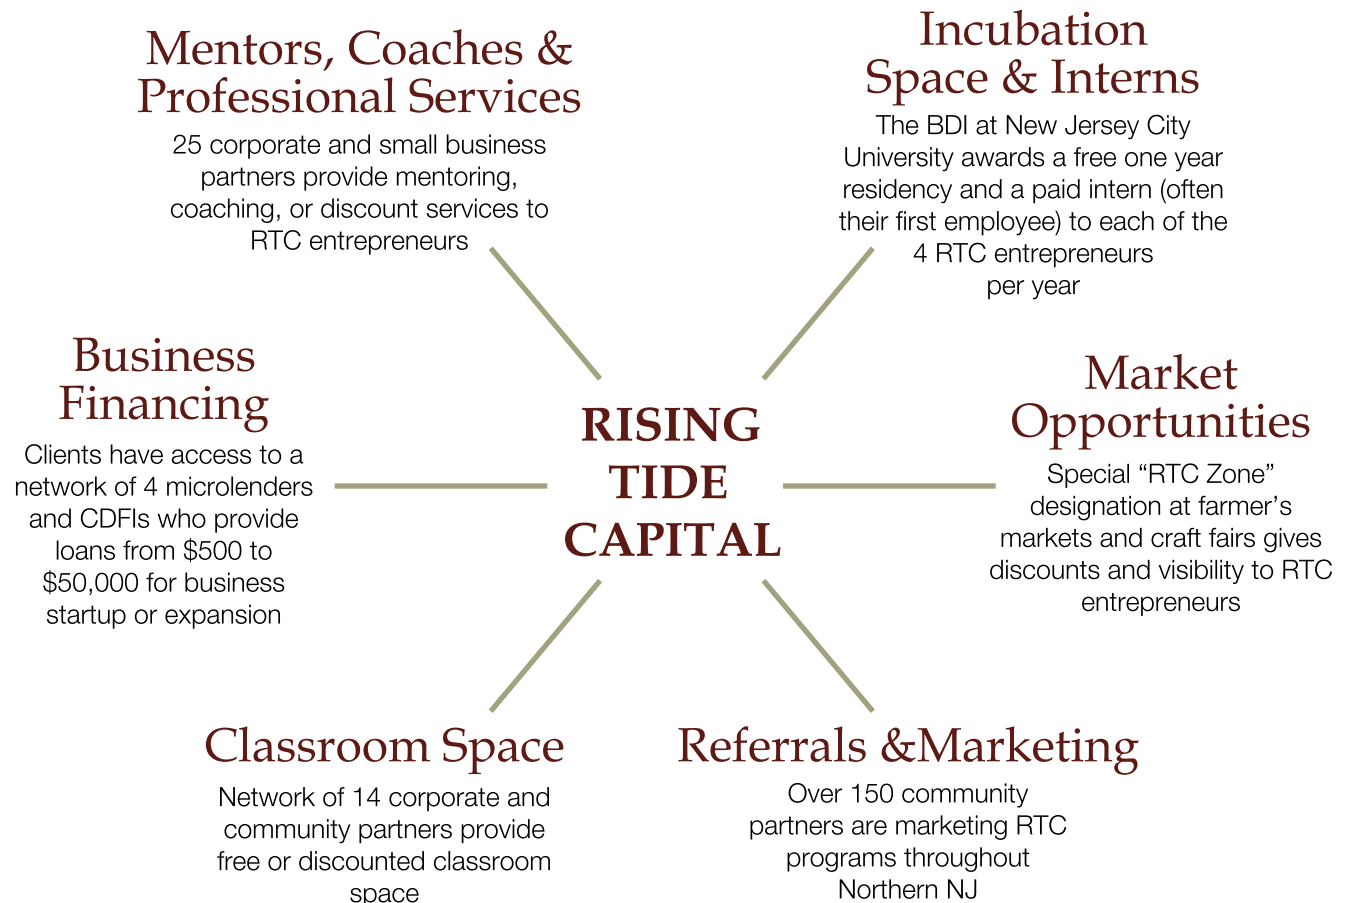 Mentors, Coaches &
Professional Services
25 corporate and small business
partners provide mentoring,
coaching, or discount services to
RTC entrepreneurs
Incubation
Space & Interns
The BDI at New Jersey City
University awards a free one year
residency and a paid intern (often
their first employee) to each of the
4 RTC entrepreneurs
per year
Business
Financing
Clients have access to a
network of 4 microlenders
and CDFIs who provide
loans from $500 to
$50,000 for business
startup or expansion
RISING
TIDE
CAPITAL
Market
Opportunities
Special “RTC Zone”
designation at farmer’s
markets and craft fairs gives
discounts and visibility to RTC
entrepreneurs
Classroom Space
Network of 14 corporate and
community partners provide
free or discounted classroom
space
Referrals &Marketing
Over 150 community
partners are marketing RTC
programs throughout
Northern NJ